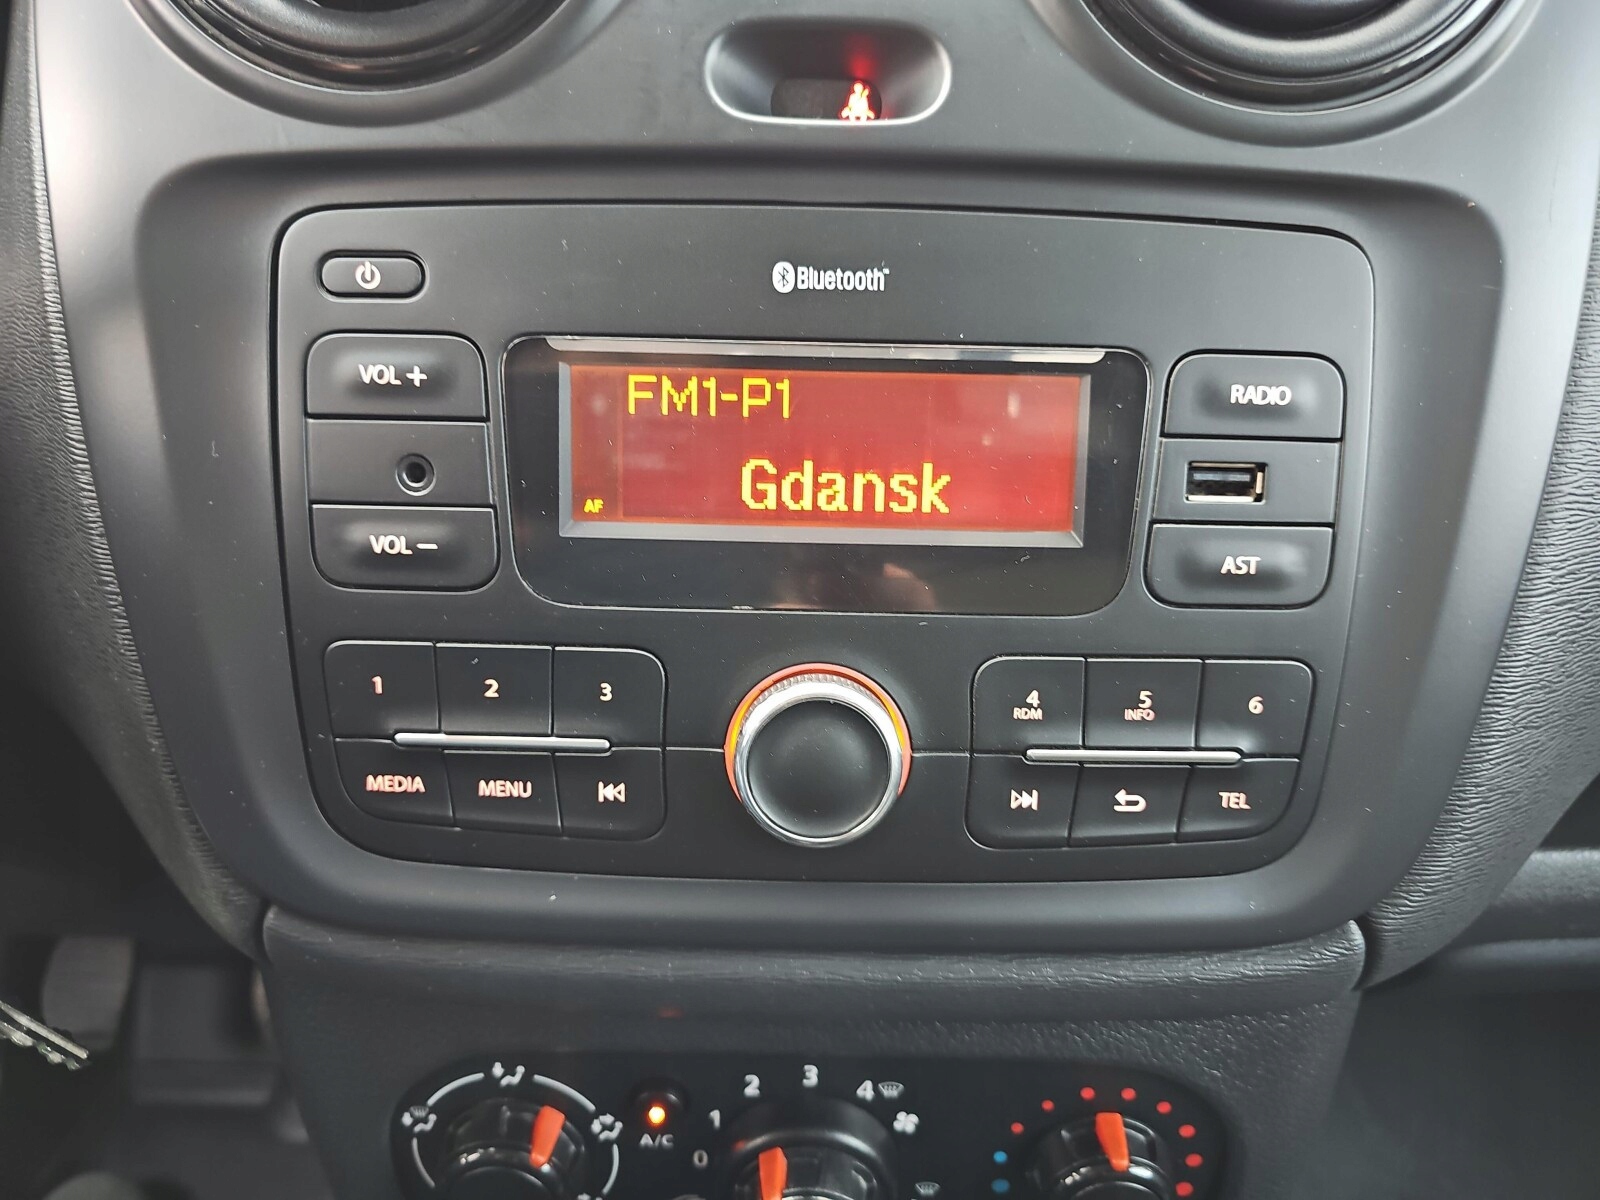 Bluetooth™
VOL +
FM1-P1
RADIO
Gdansk
AF
VOL –
AST
1
2
3
4
RDM
5
INFO
6
MEDIA
MENU
TEL
A/C
0
1
2
3
4